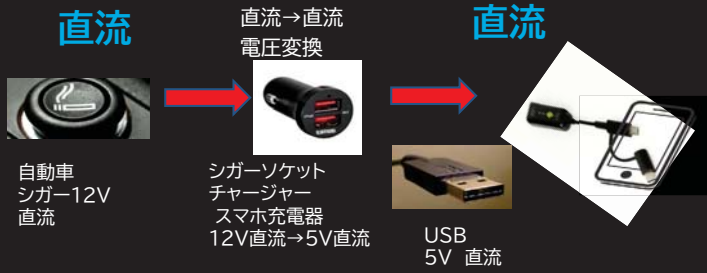 直流
直流→直流
電圧変換
直流
自動車
シガー12V
直流
シガーソケット
チャージャー
スマホ充電器
12V直流→5V直流
USB
5V 直流